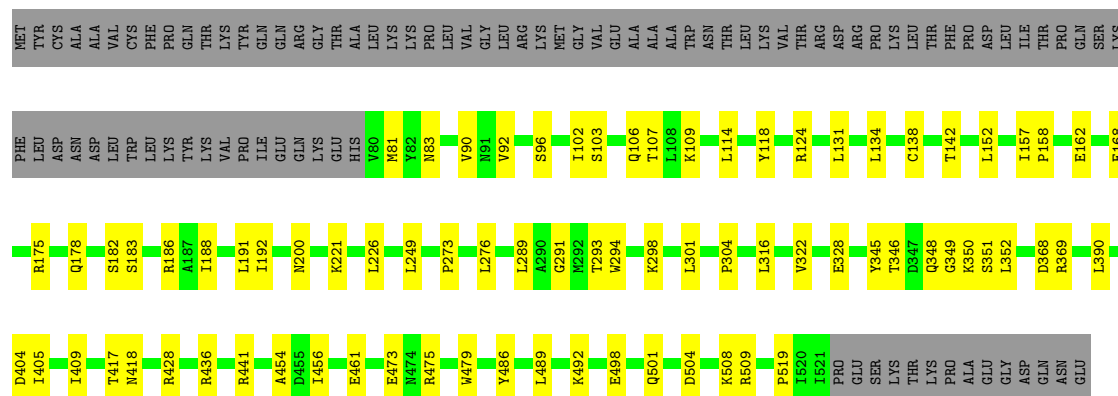 MET TYR CYS ALA ALA VAL CYS PHE PRO GLN THR LYS TYR GLN GLN ARG GLY THR ALA LEU LYS LYS PRO LEU VAL GLY LEU ARG LYS MET GLY VAL GLU ALA ALA ALA TRP ASN THR LEU LYS VAL THR ARG ASP ARG PRO LYS LEU THR PHE PRO ASP LEU ILE THR PRO GLN SER LYS
PHE LEU ASP ASN ASP LEU TRP LEU LYS TYR LYS VAL PRO ILE GLU GLN LYS GLU HIS V80 M81 Y82 N83 V90 N91 V92 S96 I102 S103 Q106 T107 L108 K109 L114 Y118 R124 L131 L134 C138 T142 L152 I157 P158 E162
R175 Q178 S182 S183 R186 A187 I188 L191 I192 N200 K221 L226 L249 P273 L276 L289 A290 G291 M292 T293 W294 K298 L301 P304 L316 V322 E328 Y345 T346 D347 Q348 G349 K350 S351 L352 D368 R369 L390
D404 I405 I409 T417 N418 R428 R436 R441 A454 D455 I456 E461 E473 N474 R475 W479 Y486 L489 K492 E498 Q501 D504 K508 R509 P519 I520 I521 PRO GLU SER LYS THR LYS PRO ALA GLU GLY ASP GLN ASN GLU